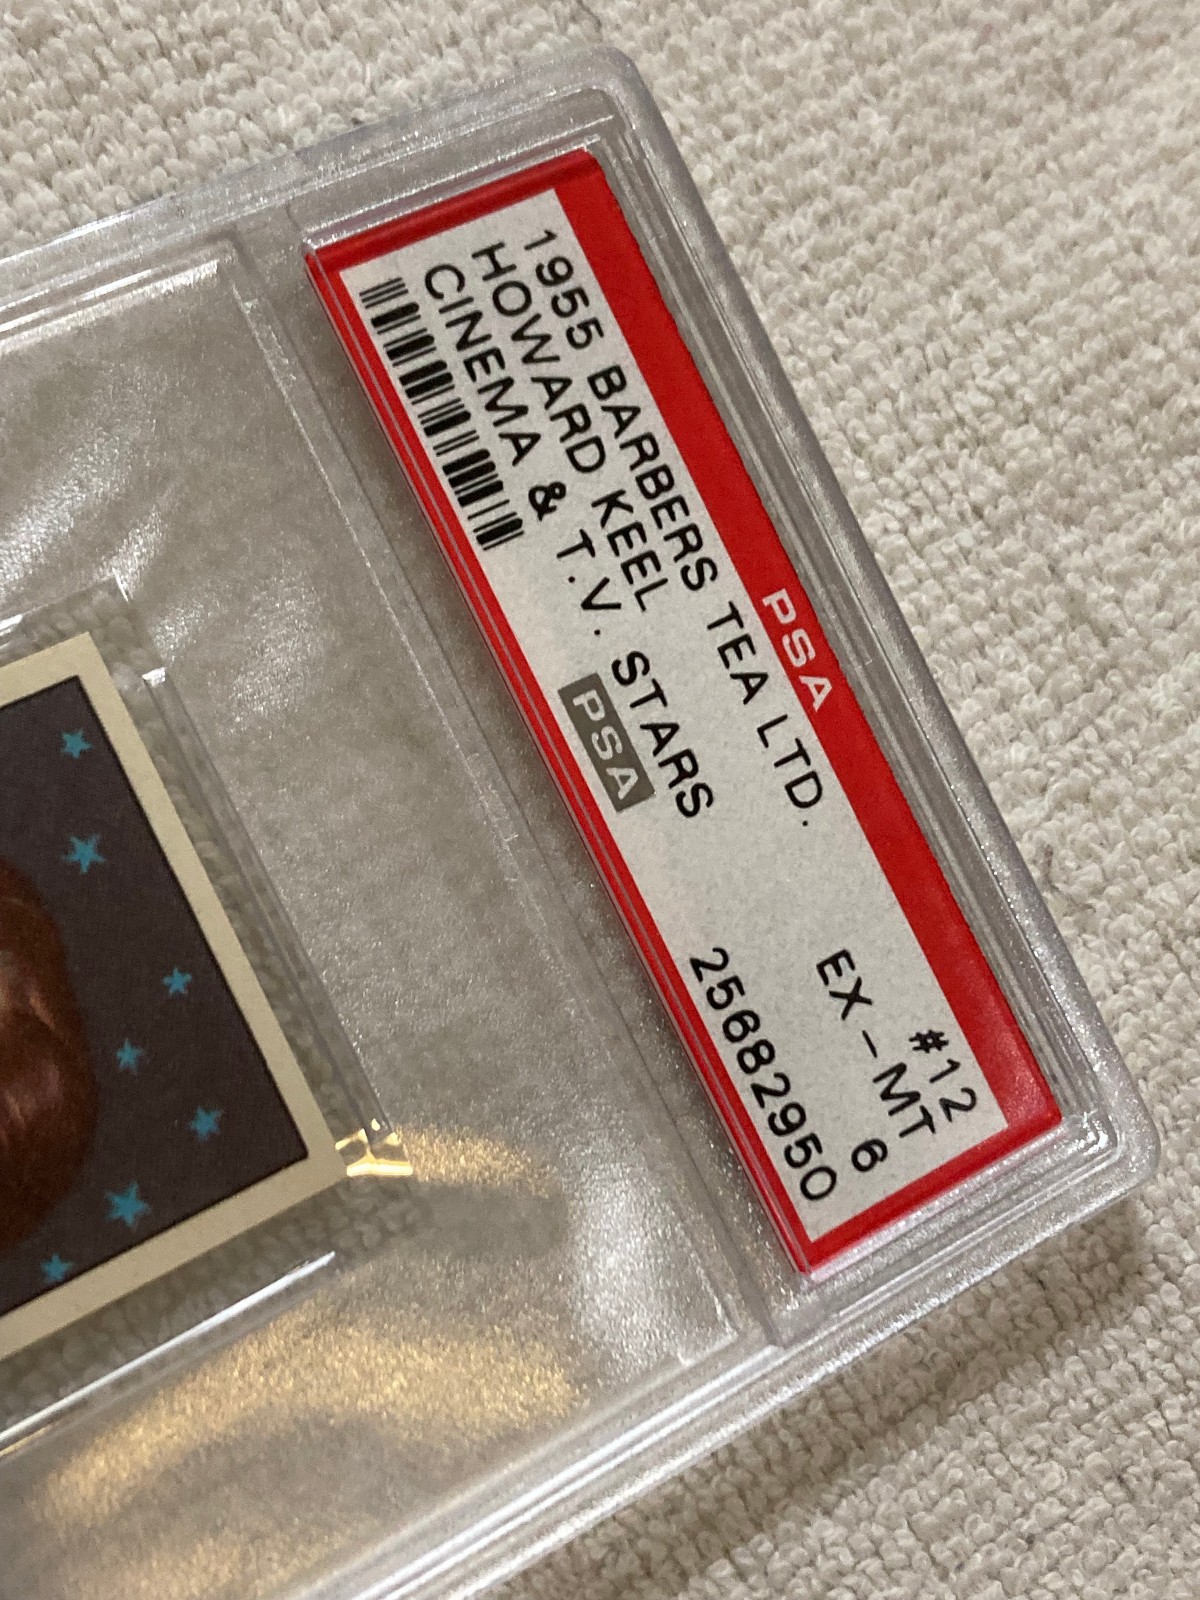 PSA
1955 BARBERS TEA LTD. #12
HOWARD KEEL EX-MT
CINEMA & T.V. STARS 6
PSA 25682950